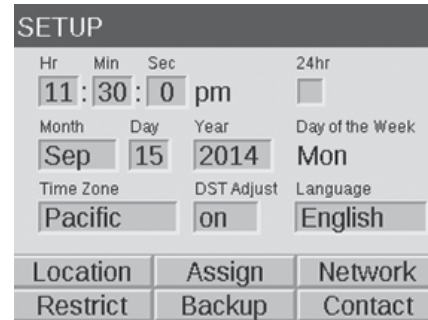 SETUP
Hr Min Sec 24hr
11 : 30 : 0 pm
Month Day Year Day of the Week
Sep 15 2014 Mon
Time Zone DST Adjust Language
Pacific on English
Location Assign Network
Restrict Backup Contact